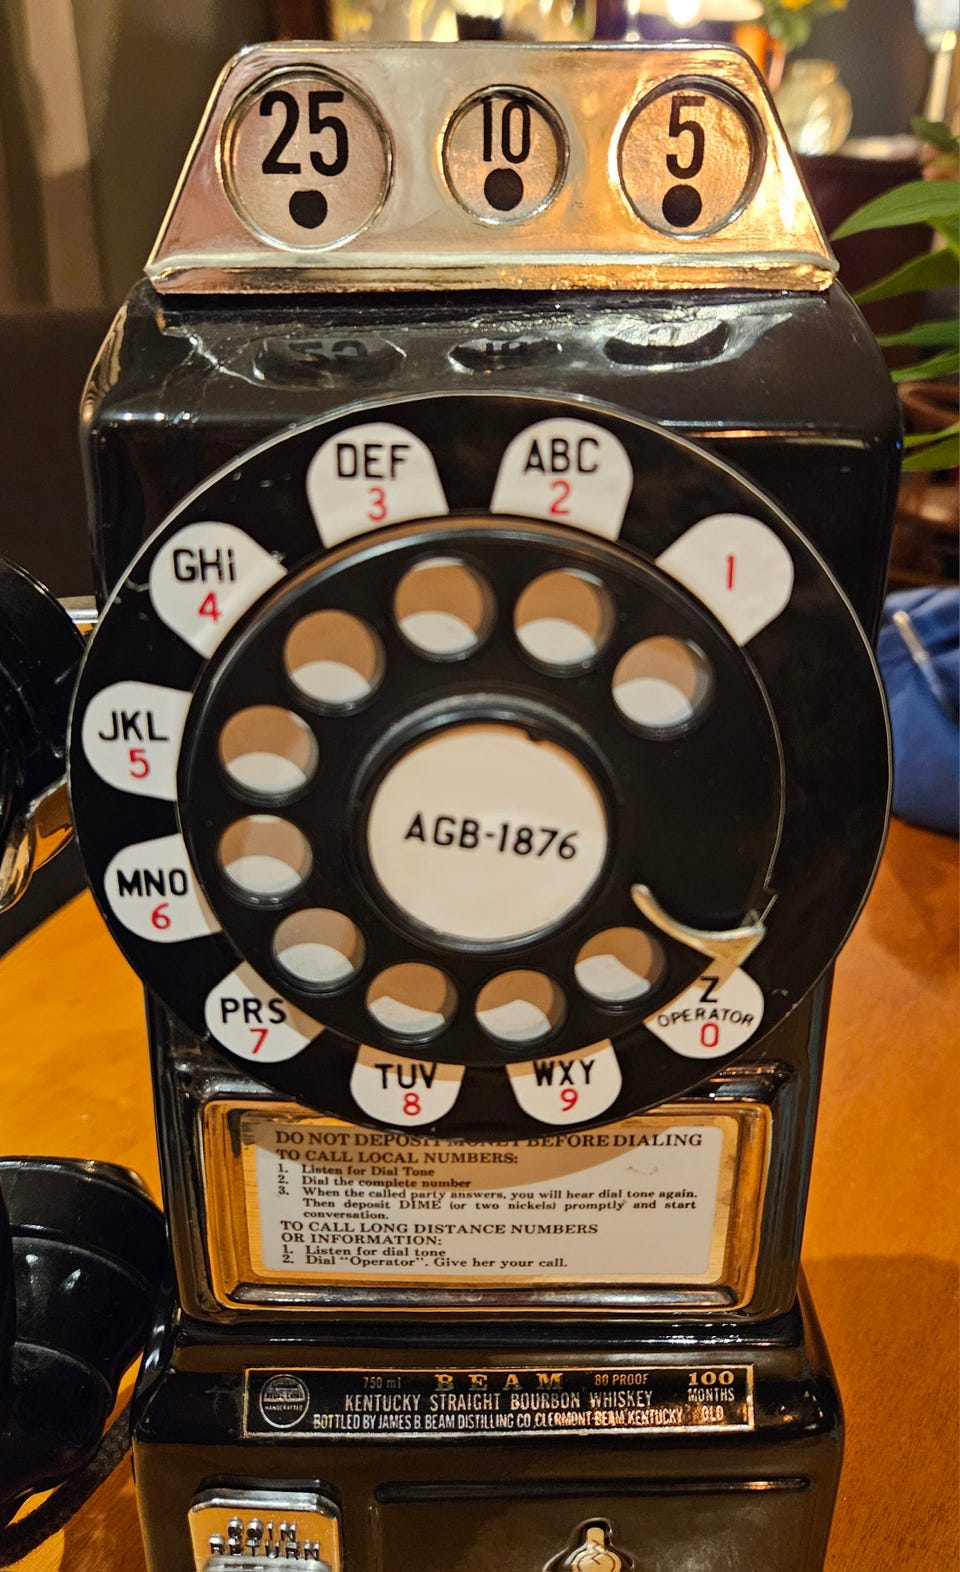 25 10 5
DEF ABC
3 2
GHi 1
4
JKL
5
AGB-1876
MNO
6
Z
PRS OPERATOR
7 0
TUV WXY
8 9
DO NOT DEPOSIT MONEY BEFORE DIALING
TO CALL LOCAL NUMBERS:
1. Listen for Dial Tone
2. Dial the complete number
3. When the called party answers, you will hear dial tone again.
Then deposit DIME (or two nickels) promptly and start
conversation.
TO CALL LONG DISTANCE NUMBERS
OR INFORMATION:
1. Listen for dial tone
2. Dial "Operator". Give her your call.
750 ml BEAM 80 PROOF 100
KENTUCKY STRAIGHT BOURBON WHISKEY MONTHS
BOTTLED BY JAMES B BEAM DISTILLING CO. CLERMONT-BEAM, KENTUCKY OLD
HANDCRAFTED
COIN
RETURN